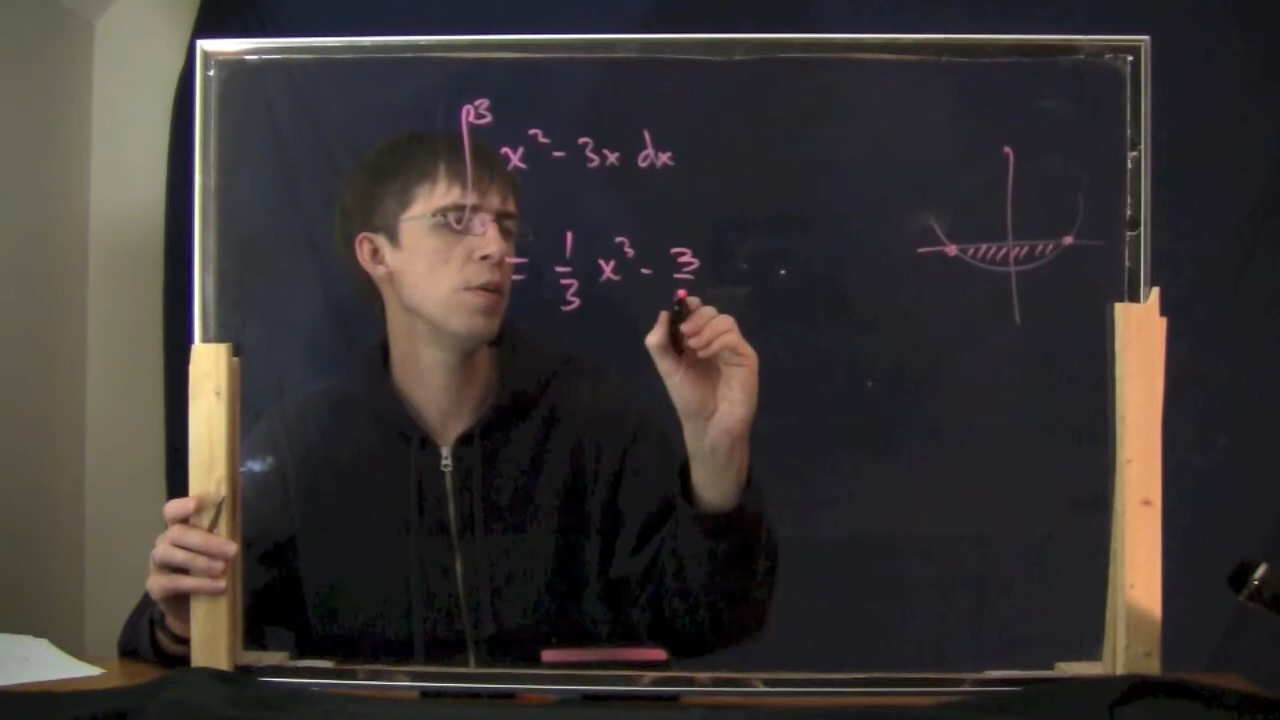 ∫³ x² - 3x dx
= 1/3 x³ - 3/